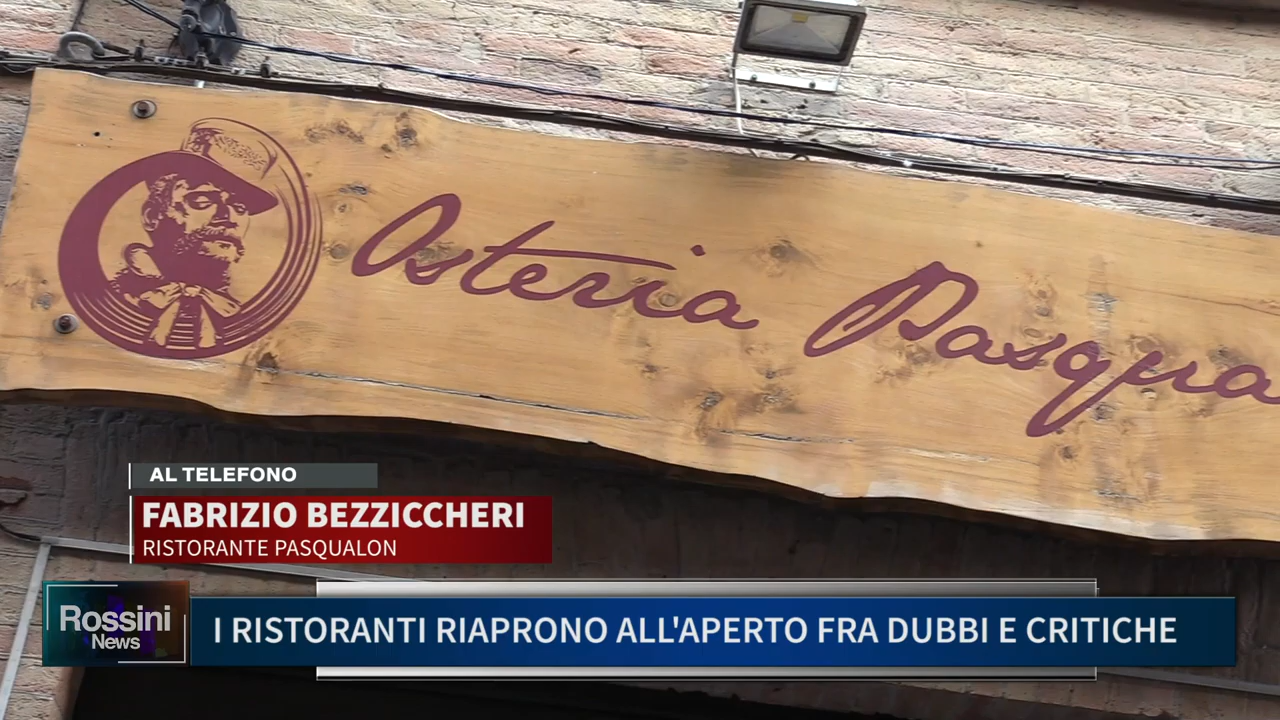 Osteria Pasqua
AL TELEFONO
FABRIZIO BEZZICCHERI
RISTORANTE PASQUALON
Rossini
News
I RISTORANTI RIAPRONO ALL'APERTO FRA DUBBI E CRITICHE